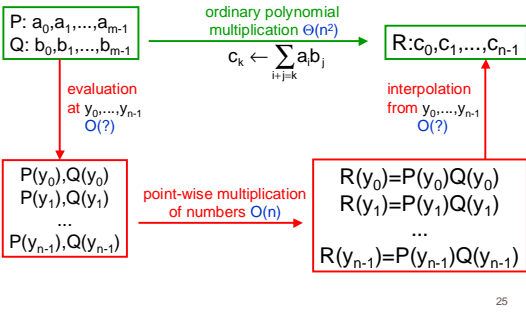 P: a₀,a₁,...,aₘ₋₁
Q: b₀,b₁,...,bₘ₋₁
ordinary polynomial
multiplication Θ(n²)
cₖ ← ∑ aᵢbⱼ
i+j=k
R:c₀,c₁,...,cₙ₋₁
evaluation
at y₀,...,yₙ₋₁
O(?)
interpolation
from y₀,...,yₙ₋₁
O(?)
P(y₀),Q(y₀)
P(y₁),Q(y₁)
...
P(yₙ₋₁),Q(yₙ₋₁)
point-wise multiplication
of numbers O(n)
R(y₀)=P(y₀)Q(y₀)
R(y₁)=P(y₁)Q(y₁)
...
R(yₙ₋₁)=P(yₙ₋₁)Q(yₙ₋₁)
25